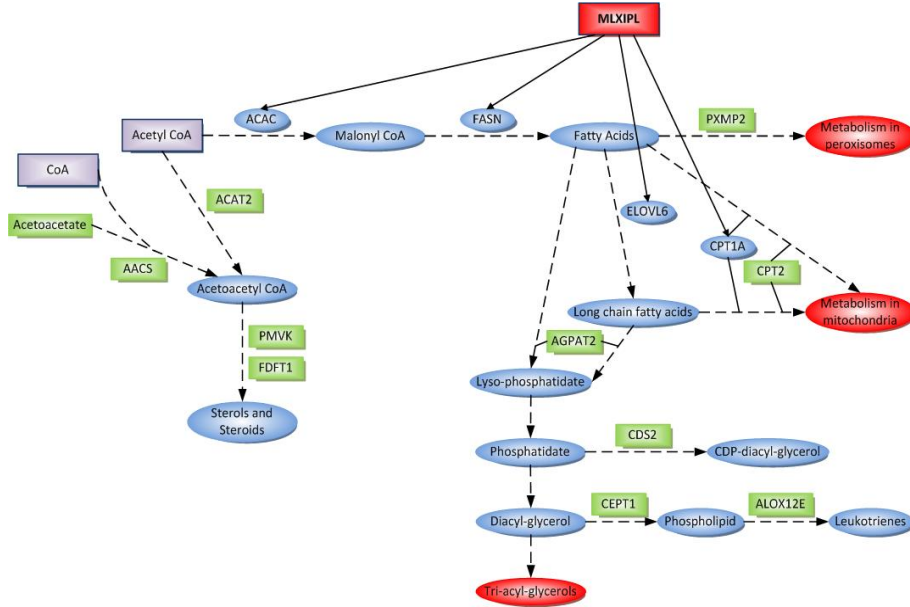 MLXIPL
ACAC
FASN
PXMP2
Acetyl CoA
Malonyl CoA
Fatty Acids
Metabolism in
peroxisomes
CoA
ACAT2
ELOVL6
Acetoacetate
CPT1A
AACS
CPT2
Acetoacetyl CoA
Long chain fatty acids
Metabolism in
mitochondria
PMVK
AGPAT2
FDFT1
Lyso-phosphatidate
Sterols and
Steroids
CDS2
Phosphatidate
CDP-diacyl-glycerol
CEPT1
ALOX12E
Diacyl-glycerol
Phospholipid
Leukotrienes
Tri-acyl-glycerols